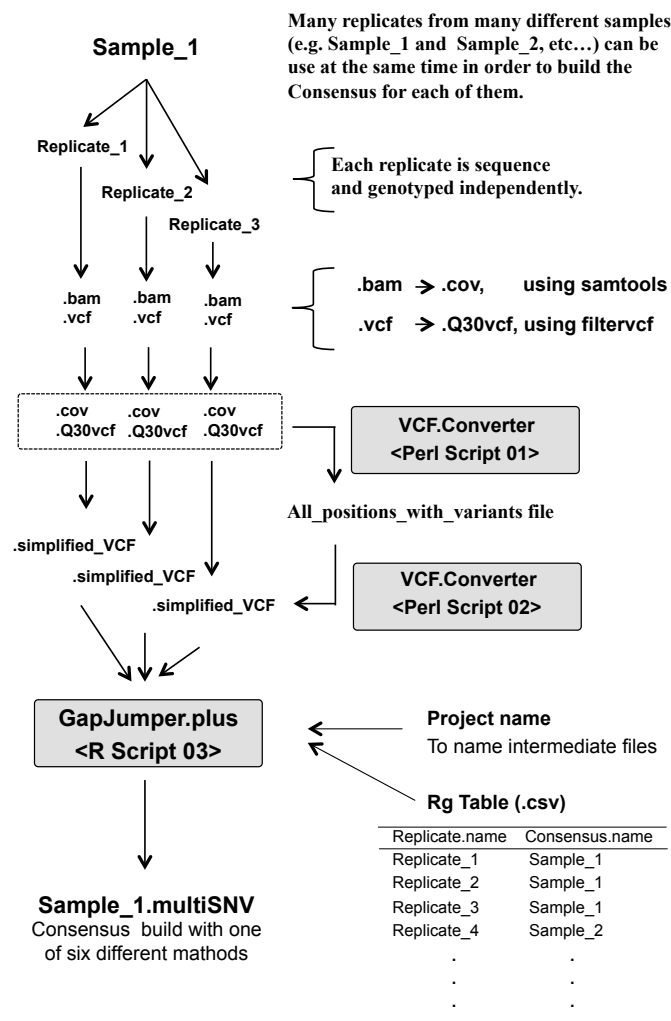 Many replicates from many different samples
(e.g. Sample_1 and Sample_2, etc…) can be
use at the same time in order to build the
Consensus for each of them.
Sample_1
Replicate_1
Replicate_2
Replicate_3
Each replicate is sequence
and genotyped independently.
.bam .bam .bam
.vcf .vcf .vcf
.bam → .cov, using samtools
.vcf → .Q30vcf, using filtervcf
.cov .cov .cov
.Q30vcf .Q30vcf .Q30vcf
VCF.Converter
<Perl Script 01>
All_positions_with_variants file
.simplified_VCF
.simplified_VCF
.simplified_VCF
VCF.Converter
<Perl Script 02>
GapJumper.plus
<R Script 03>
Project name
To name intermediate files
Rg Table (.csv)
Replicate.name Consensus.name
Replicate_1 Sample_1
Replicate_2 Sample_1
Replicate_3 Sample_1
Replicate_4 Sample_2
. .
. .
. .
Sample_1.multiSNV
Consensus build with one
of six different mathods